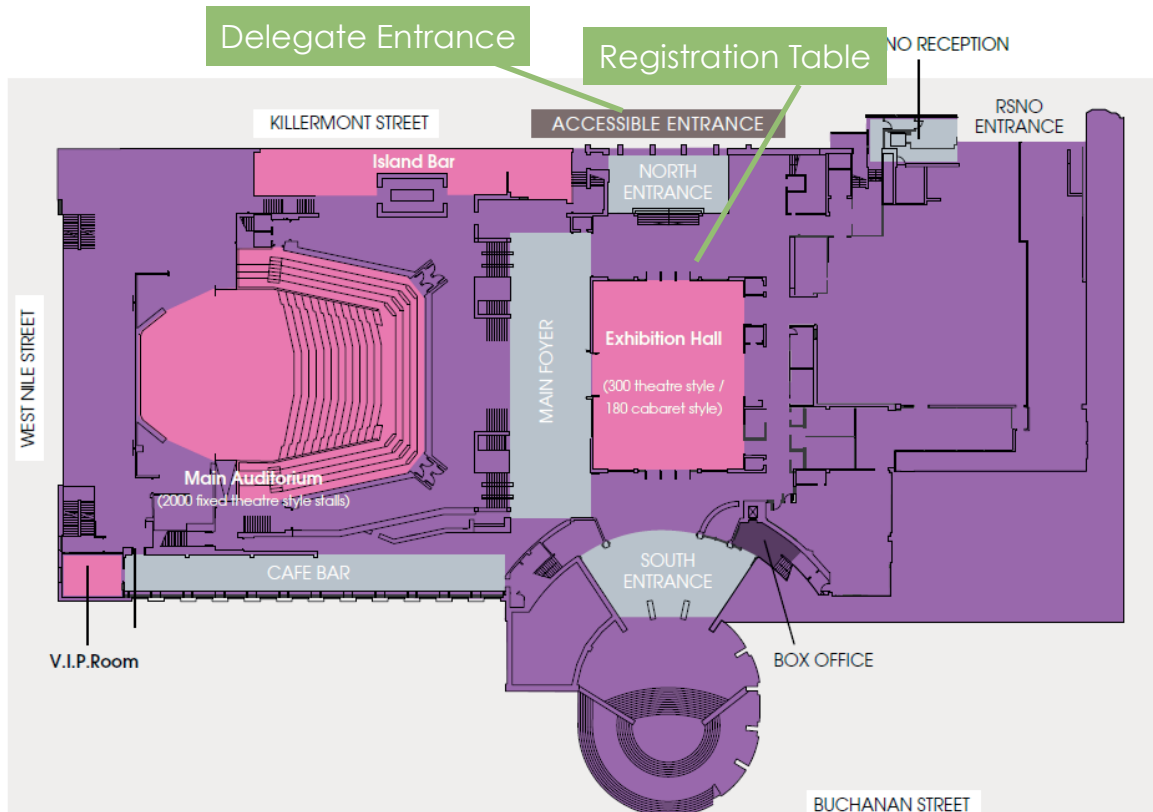 Delegate Entrance
Registration Table
NO RECEPTION
RSNO
ENTRANCE
KILLERMONT STREET
ACCESSIBLE ENTRANCE
Island Bar
NORTH
ENTRANCE
WEST NILE STREET
MAIN FOYER
Exhibition Hall
(300 theatre style /
180 cabaret style)
Main Auditorium
(2000 fixed theatre style stalls)
CAFE BAR
SOUTH
ENTRANCE
V.I.P.Room
BOX OFFICE
BUCHANAN STREET